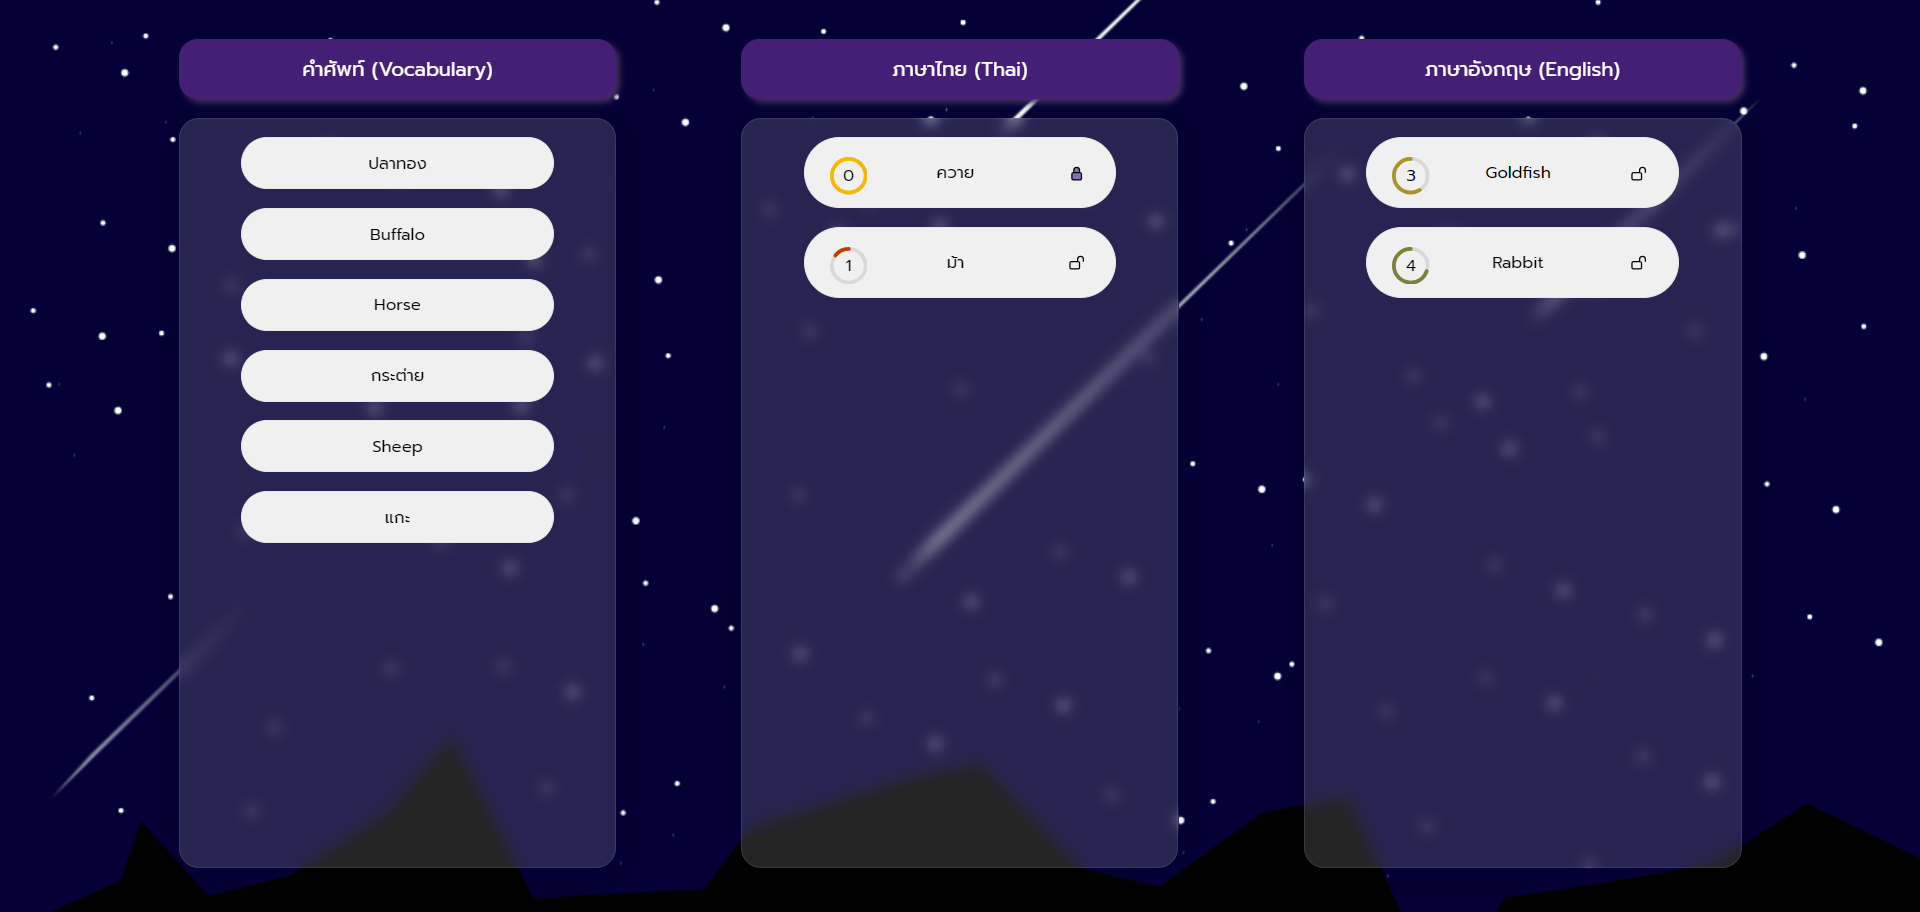 คำศัพท์ (Vocabulary)
ปลาทอง
Buffalo
Horse
กระต่าย
Sheep
แกะ
ภาษาไทย (Thai)
0 ควาย
1 ม้า
ภาษาอังกฤษ (English)
3 Goldfish
4 Rabbit